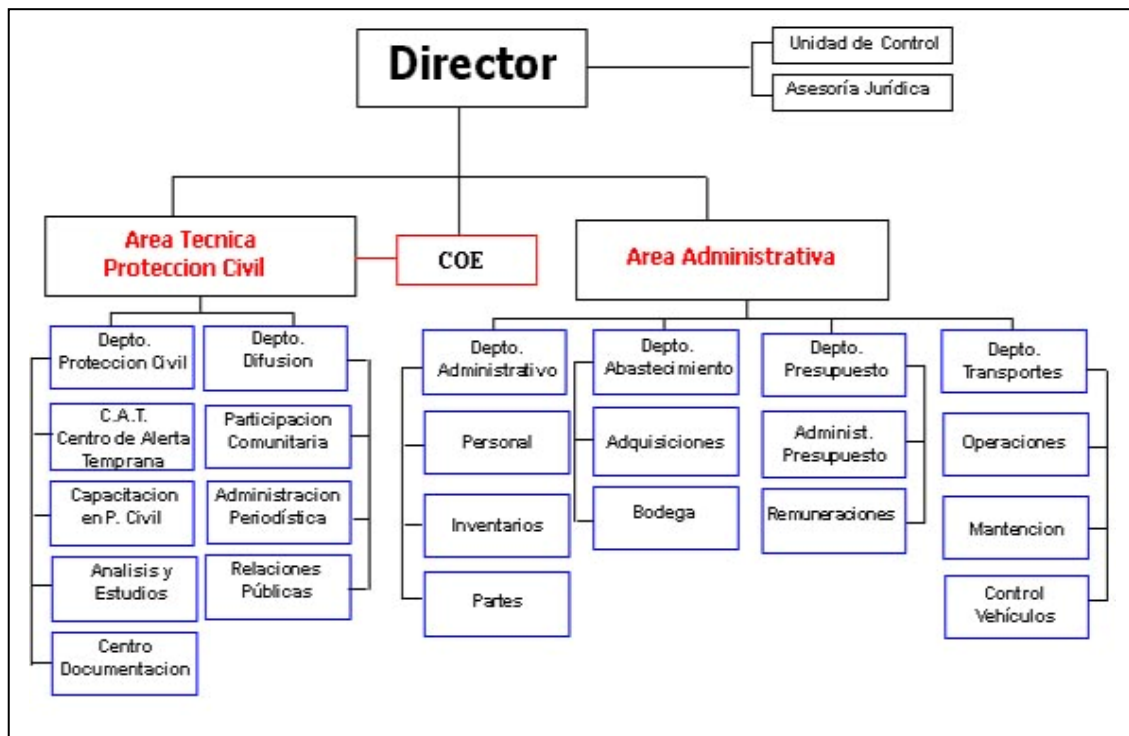 Director
Unidad de Control
Asesoría Jurídica
Area Tecnica
Proteccion Civil
COE
Area Administrativa
Depto.
Proteccion Civil
C.A.T.
Centro de Alerta
Temprana
Capacitacion
en P. Civil
Analisis y
Estudios
Centro
Documentacion
Depto.
Difusion
Participacion
Comunitaria
Administracion
Periodística
Relaciones
Públicas
Depto.
Administrativo
Personal
Inventarios
Partes
Depto.
Abastecimiento
Adquisiciones
Bodega
Depto.
Presupuesto
Administ.
Presupuesto
Remuneraciones
Depto.
Transportes
Operaciones
Mantencion
Control
Vehículos